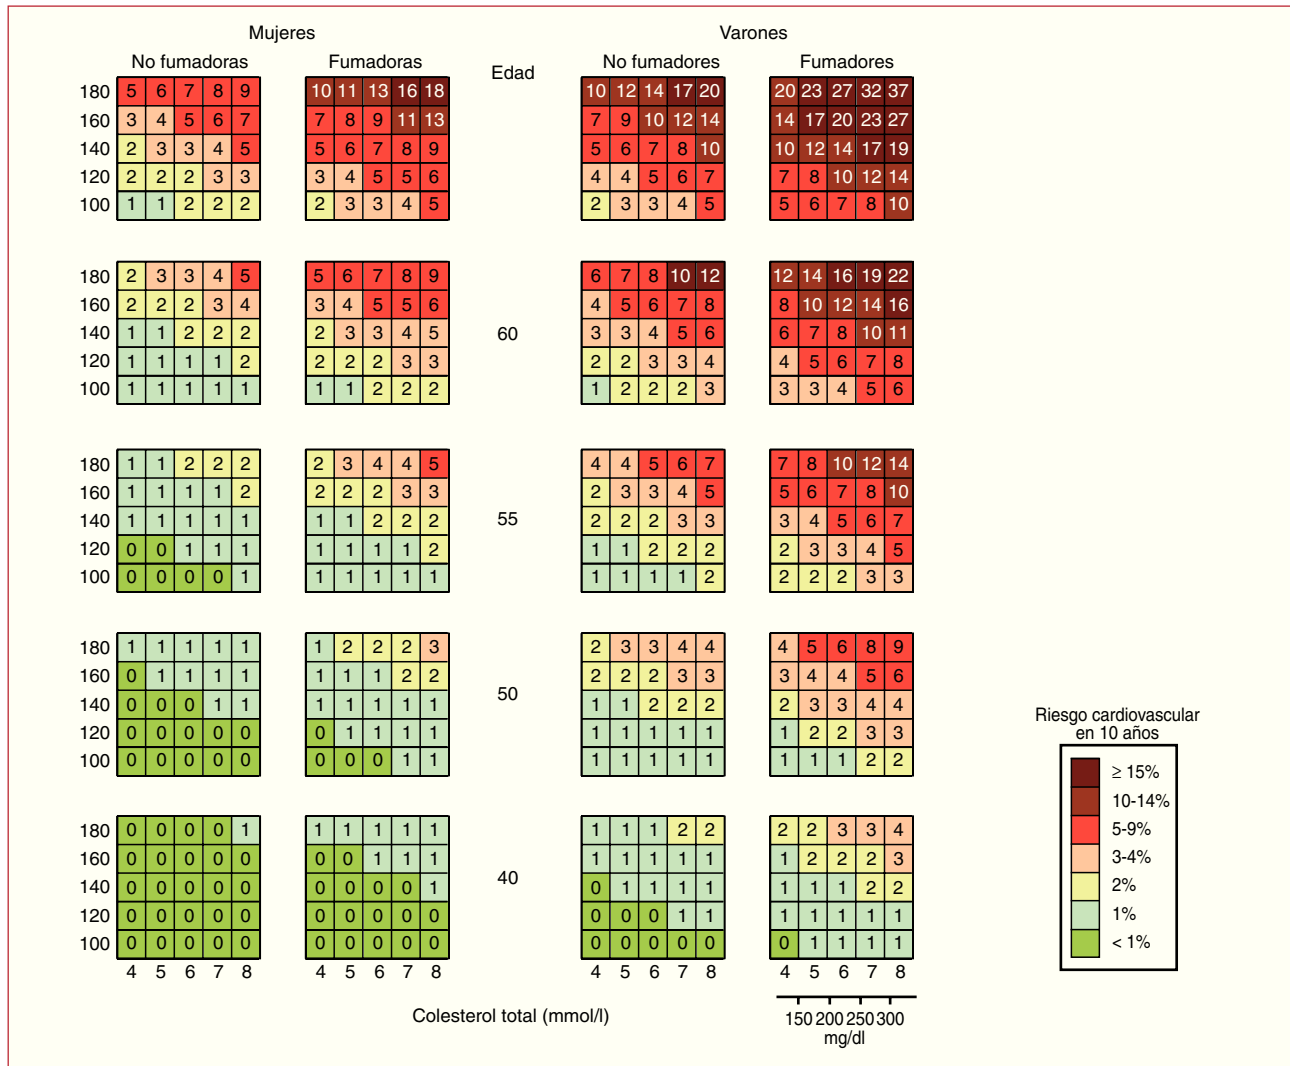 Mujeres Varones
No fumadoras Fumadoras Edad No fumadores Fumadores
180 5 6 7 8 9 10 11 13 16 18 10 12 14 17 20 20 23 27 32 37
160 3 4 5 6 7 7 8 9 11 13 7 9 10 12 14 14 17 20 23 27
140 2 3 3 4 5 5 6 7 8 9 5 6 7 8 10 10 12 14 17 19
120 2 2 2 3 3 3 4 5 5 6 4 4 5 6 7 7 8 10 12 14
100 1 1 2 2 2 2 3 3 4 5 2 3 3 4 5 5 6 7 8 10
180 2 3 3 4 5 5 6 7 8 9 6 7 8 10 12 12 14 16 19 22
160 2 2 2 3 4 3 4 5 5 6 4 5 6 7 8 8 10 12 14 16
140 1 1 2 2 2 2 3 3 4 5 60 3 3 4 5 6 6 7 8 10 11
120 1 1 1 1 2 2 2 2 3 3 2 2 3 3 4 4 5 6 7 8
100 1 1 1 1 1 1 1 2 2 2 1 2 2 2 3 3 3 4 5 6
180 1 1 2 2 2 2 3 4 4 5 4 4 5 6 7 7 8 10 12 14
160 1 1 1 1 2 2 2 2 3 3 2 3 3 4 5 5 6 7 8 10
140 1 1 1 1 1 1 1 2 2 2 55 2 2 2 3 3 3 4 5 6 7
120 0 0 1 1 1 1 1 1 1 2 1 1 2 2 2 2 3 3 4 5
100 0 0 0 0 1 1 1 1 1 1 1 1 1 1 2 2 2 2 3 3
180 1 1 1 1 1 1 2 2 2 3 2 3 3 4 4 4 5 6 8 9
160 0 1 1 1 1 1 1 1 2 2 2 2 2 3 3 3 4 4 5 6
140 0 0 0 1 1 1 1 1 1 1 50 1 1 2 2 2 2 3 3 4 4
120 0 0 0 0 0 0 1 1 1 1 1 1 1 1 1 1 2 2 3 3
100 0 0 0 0 0 0 0 0 1 1 1 1 1 1 1 1 1 1 2 2
180 0 0 0 0 1 1 1 1 1 1 1 1 1 2 2 2 2 3 3 4
160 0 0 0 0 0 0 0 1 1 1 1 1 1 1 1 1 2 2 2 3
140 0 0 0 0 0 0 0 0 0 1 40 0 1 1 1 1 1 1 1 2 2
120 0 0 0 0 0 0 0 0 0 0 0 0 0 1 1 1 1 1 1 1
100 0 0 0 0 0 0 0 0 0 0 0 0 0 0 0 0 1 1 1 1
4 5 6 7 8 4 5 6 7 8 4 5 6 7 8 4 5 6 7 8
Colesterol total (mmol/l)
150 200 250 300
mg/dl
Riesgo cardiovascular
en 10 años
≥ 15%
10-14%
5-9%
3-4%
2%
1%
< 1%